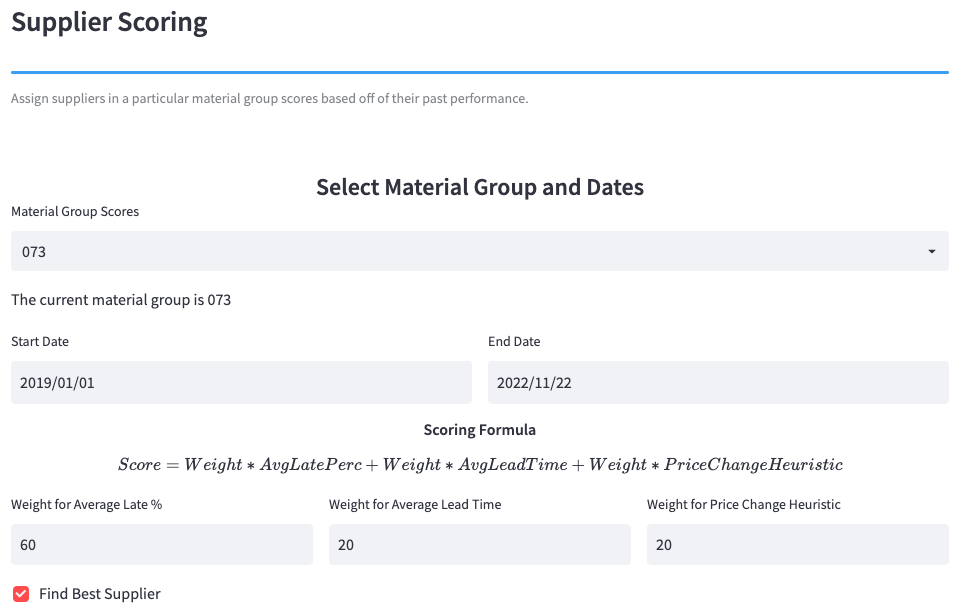 Supplier Scoring
Assign suppliers in a particular material group scores based off of their past performance.
Select Material Group and Dates
Material Group Scores
073
The current material group is 073
Start Date
End Date
2019/01/01
2022/11/22
Scoring Formula
Score = Weight * AvgLatePerc + Weight * AvgLeadTime + Weight * PriceChangeHeuristic
Weight for Average Late %
Weight for Average Lead Time
Weight for Price Change Heuristic
60
20
20
Find Best Supplier